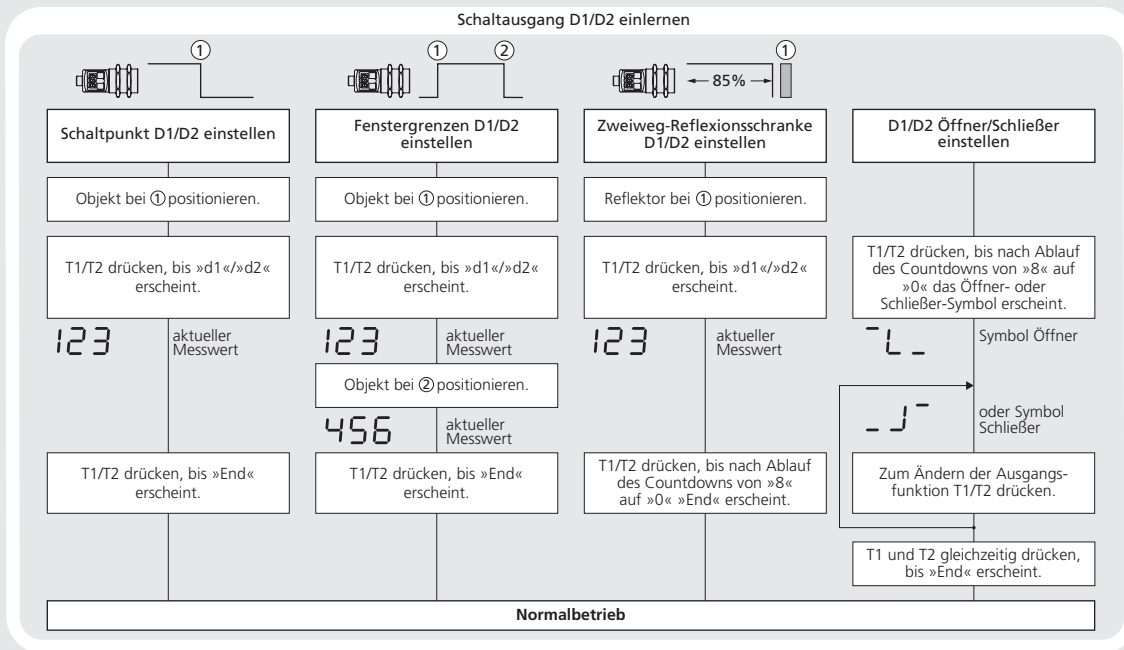 Schaltausgang D1/D2 einlernen
①
① ②
① 85%
Schaltpunkt D1/D2 einstellen
Objekt bei ① positionieren.
T1/T2 drücken, bis »d1«/»d2«
erscheint.
123
aktueller
Messwert
T1/T2 drücken, bis »End«
erscheint.
Fenstergrenzen D1/D2
einstellen
Objekt bei ① positionieren.
T1/T2 drücken, bis »d1«/»d2«
erscheint.
123
aktueller
Messwert
Objekt bei ② positionieren.
456
aktueller
Messwert
T1/T2 drücken, bis »End«
erscheint.
Zweiweg-Reflexionsschranke
D1/D2 einstellen
Reflektor bei ① positionieren.
T1/T2 drücken, bis »d1«/»d2«
erscheint.
123
aktueller
Messwert
T1/T2 drücken, bis nach Ablauf
des Countdowns von »8«
auf »0« »End« erscheint.
D1/D2 Öffner/Schließer
einstellen
T1/T2 drücken, bis nach Ablauf
des Countdowns von »8« auf
»0« das Öffner- oder
Schließer-Symbol erscheint.
Symbol Öffner
oder Symbol
Schließer
Zum Ändern der Ausgangs-
funktion T1/T2 drücken.
T1 und T2 gleichzeitig drücken,
bis »End« erscheint.
Normalbetrieb